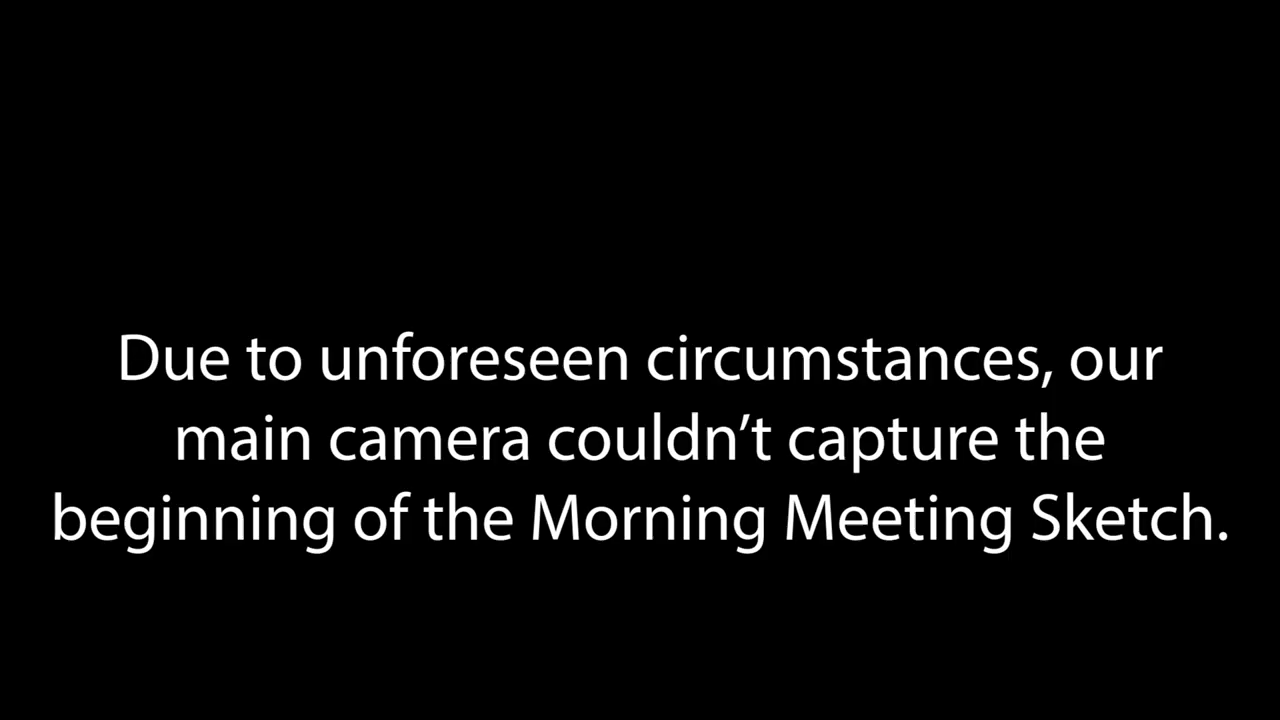 Due to unforeseen circumstances, our
main camera couldn’t capture the
beginning of the Morning Meeting Sketch.